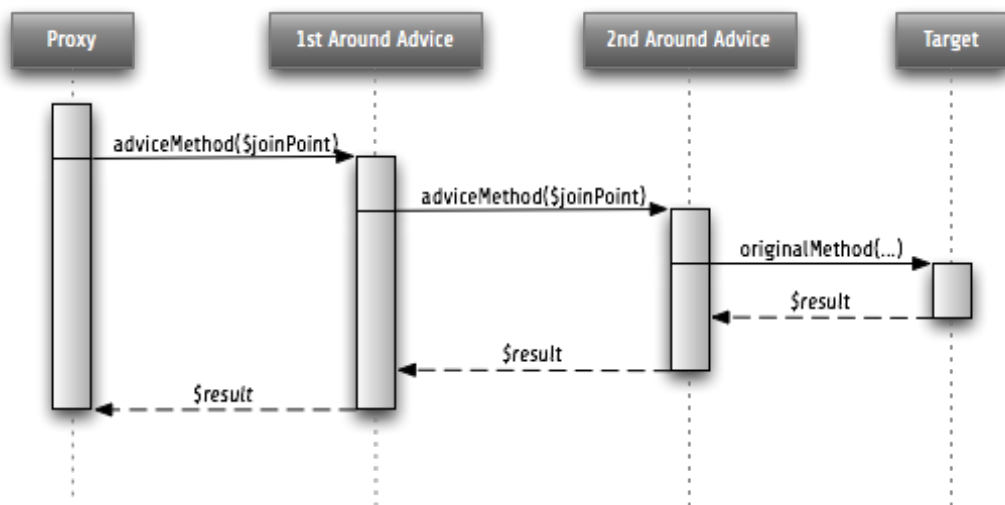 Proxy
1st Around Advice
2nd Around Advice
Target
adviceMethod($joinPoint)
adviceMethod($joinPoint)
originalMethod(...)
$result
$result
$result